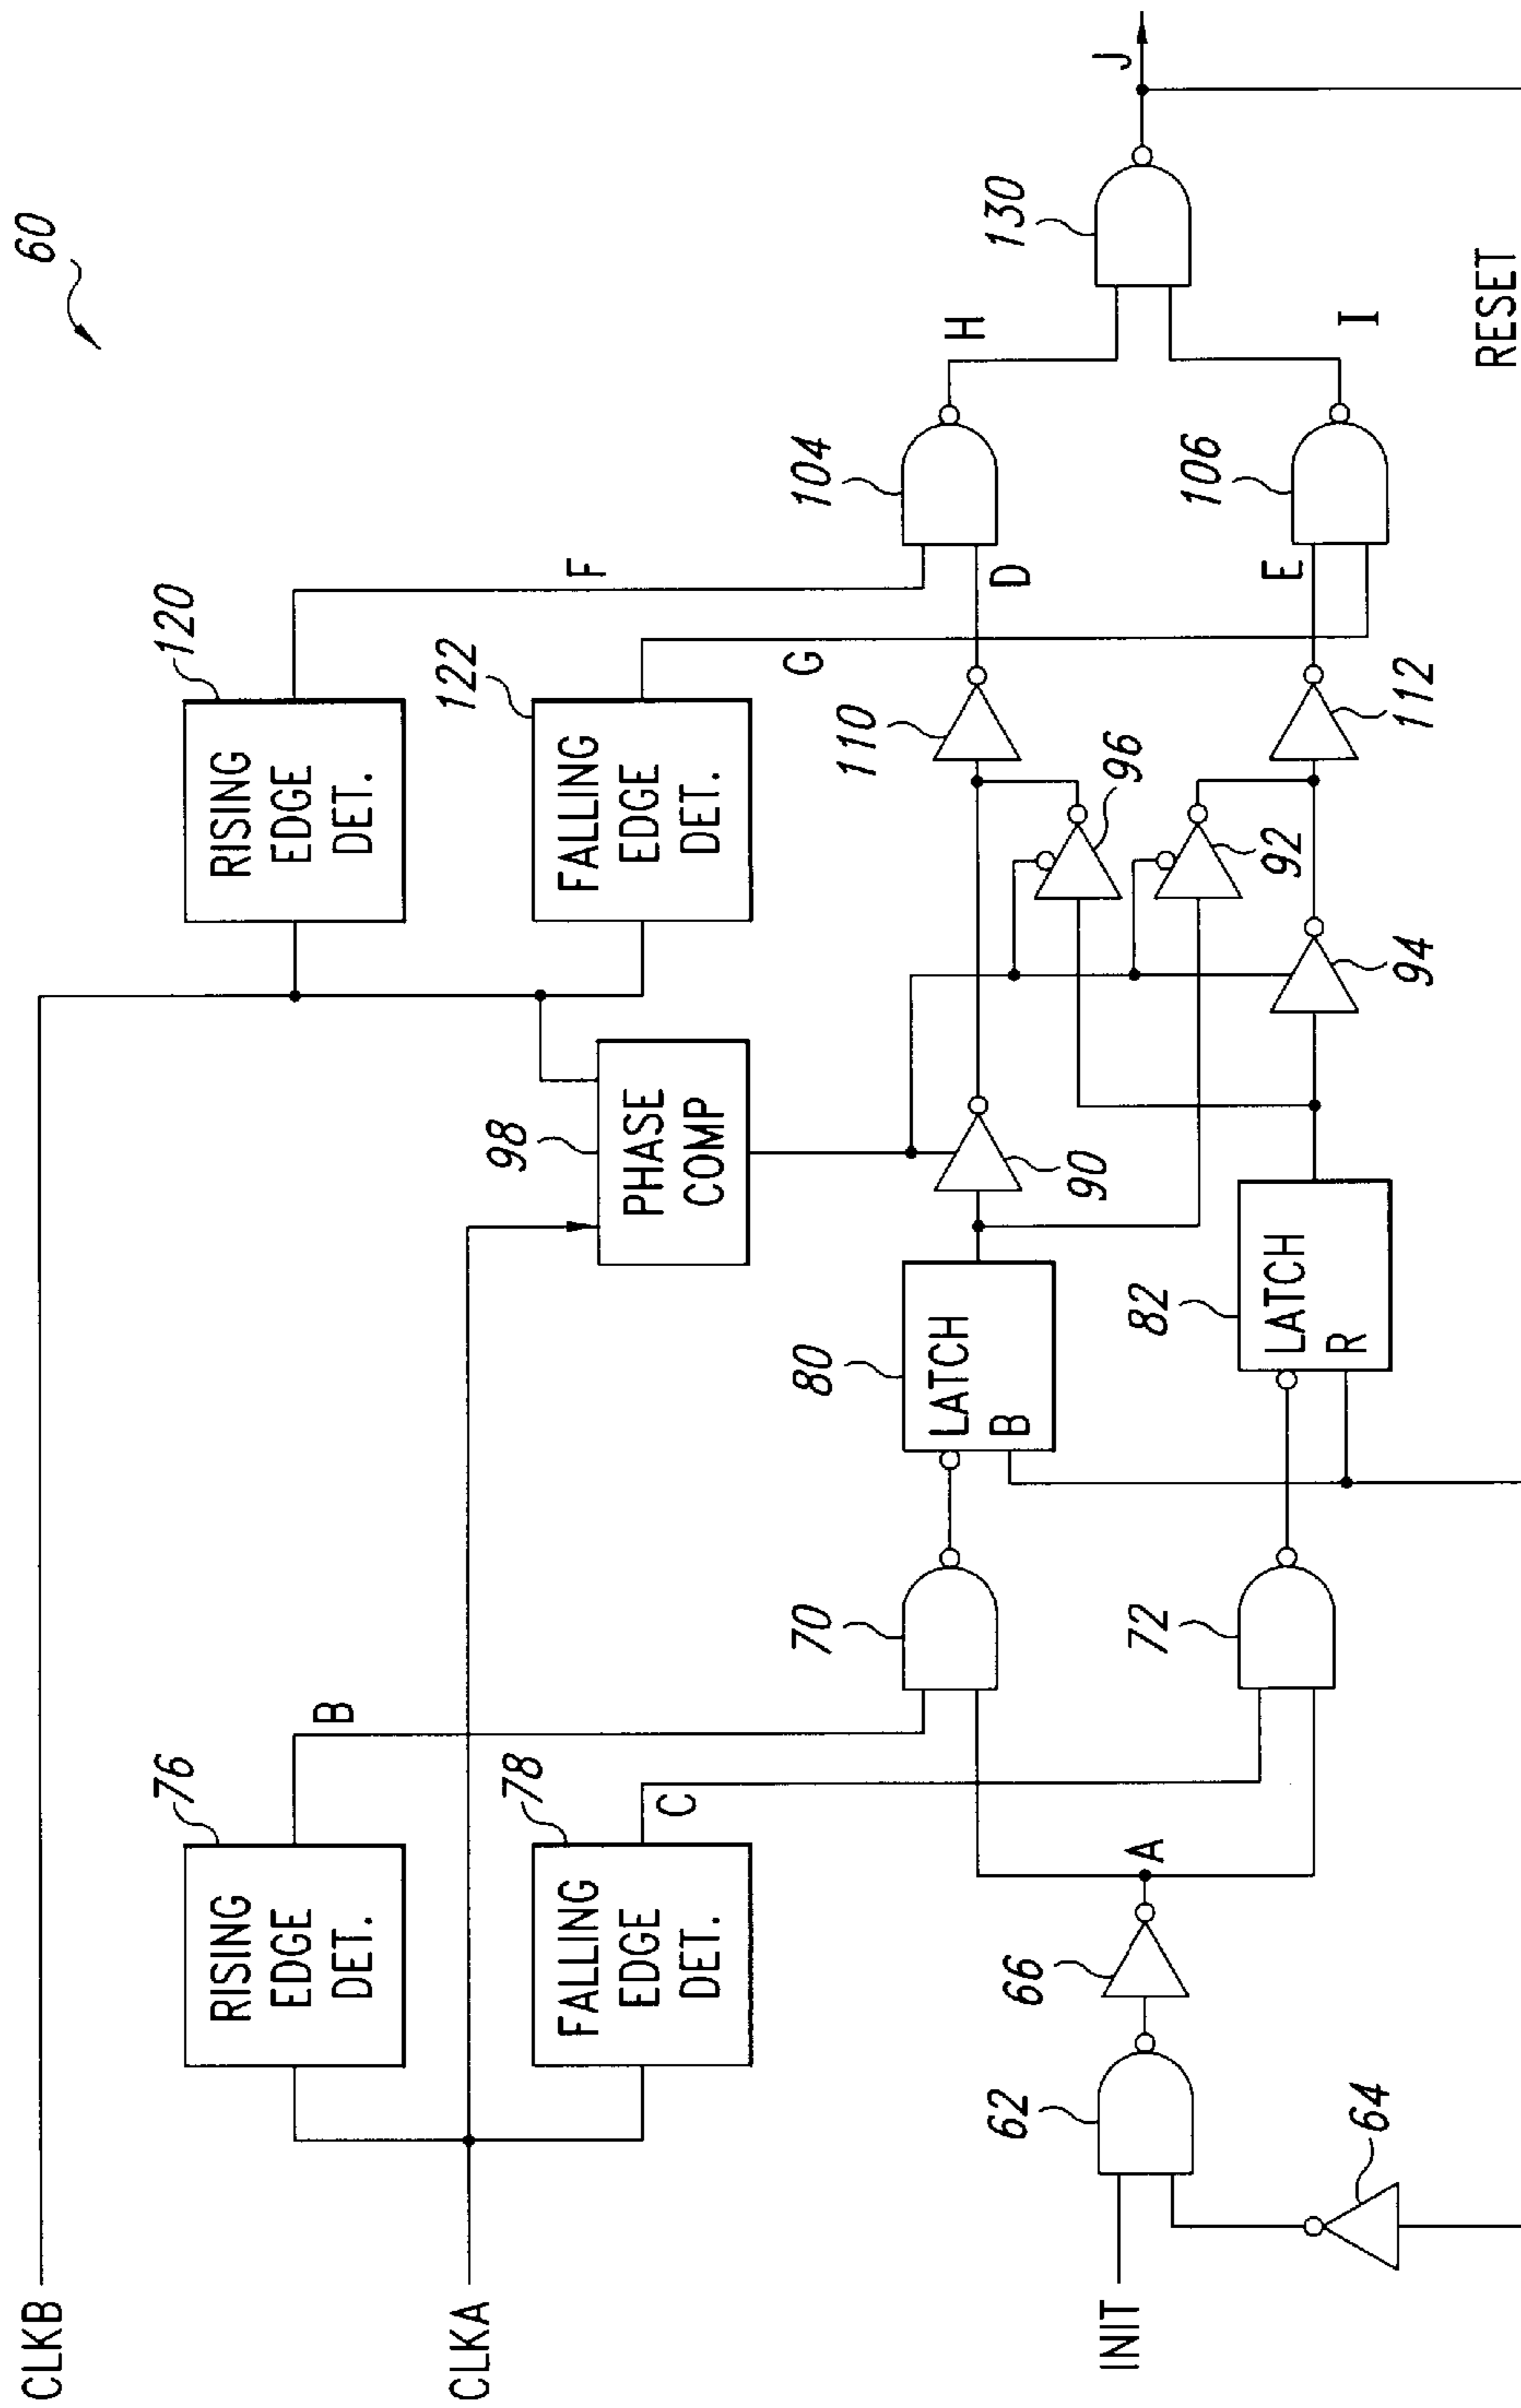 60
CLKB
CLKA
76
RISING
EDGE
DET.
B
78
FALLING
EDGE
DET.
C
98
PHASE
COMP
120
RISING
EDGE
DET.
F
122
FALLING
EDGE
DET.
G
INIT
62
64
66
A
70
72
80
LATCH
B
82
LATCH
R
90
94
96
92
110
112
D
E
104
106
H
I
130
J
RESET